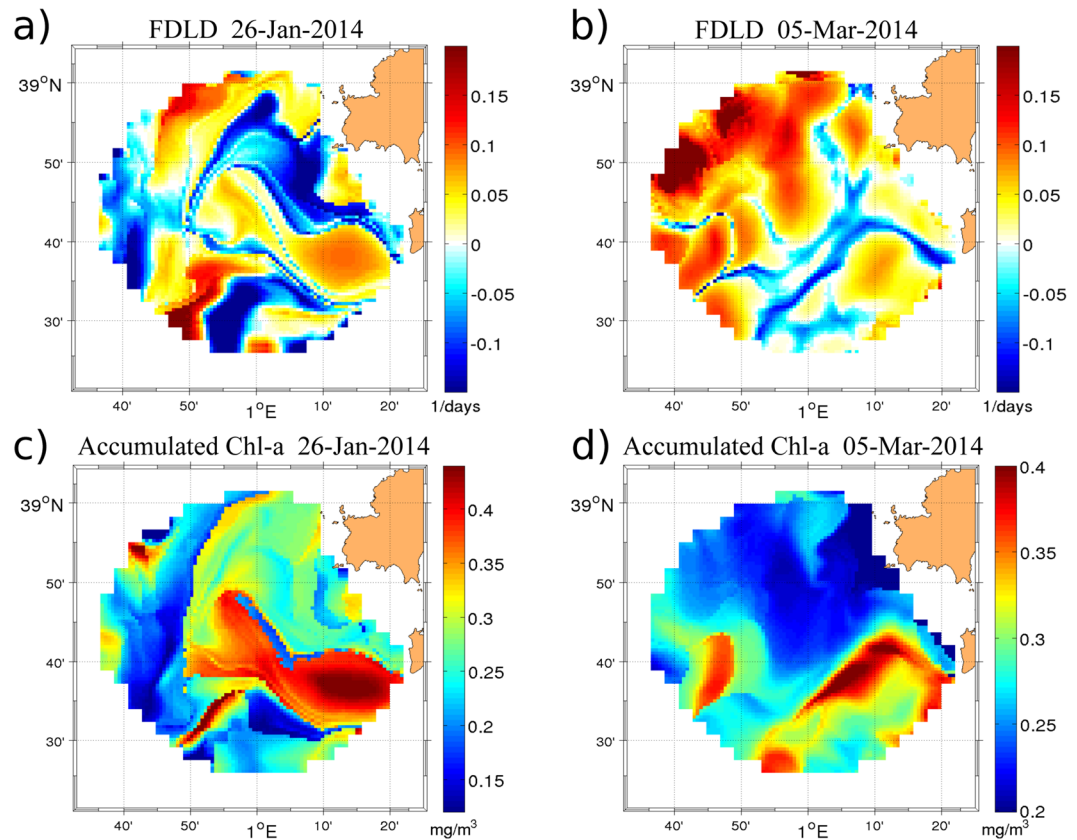 a)
FDLD 26-Jan-2014
39°N
50'
40'
30'
40'
50'
1°E
10'
20'
0.15
0.1
0.05
0
-0.05
-0.1
1/days
b)
FDLD 05-Mar-2014
39°N
50'
40'
30'
40'
50'
1°E
10'
20'
0.15
0.1
0.05
0
-0.05
-0.1
1/days
c)
Accumulated Chl-a 26-Jan-2014
39°N
50'
40'
30'
40'
50'
1°E
10'
20'
0.4
0.35
0.3
0.25
0.2
0.15
mg/m³
d)
Accumulated Chl-a 05-Mar-2014
39°N
50'
40'
30'
40'
50'
1°E
10'
20'
0.4
0.35
0.3
0.25
0.2
mg/m³